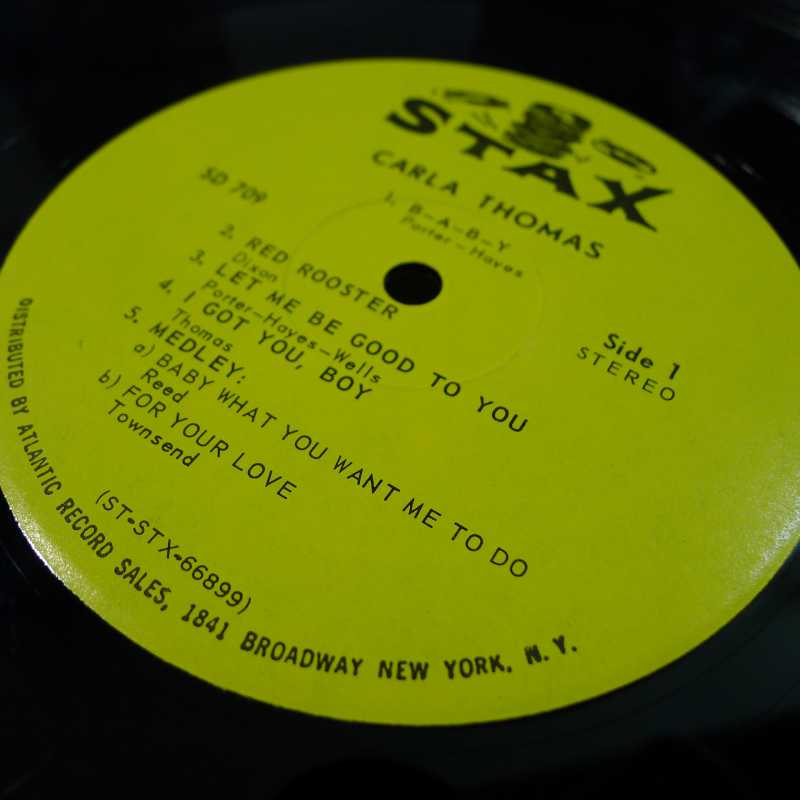 STAX
CARLA THOMAS
SD 709
1. B-A-B-Y
Porter-Hayes
2. RED ROOSTER
Dixon
3. LET ME BE GOOD TO YOU
Porter-Hayes-Wells
4. I GOT YOU, BOY
Thomas
5. MEDLEY:
a) BABY WHAT YOU WANT ME TO DO
Reed
b) FOR YOUR LOVE
Townsend
Side 1
STEREO
(ST-STX-66899)
DISTRIBUTED BY ATLANTIC RECORD SALES, 1841 BROADWAY NEW YORK, N.Y.